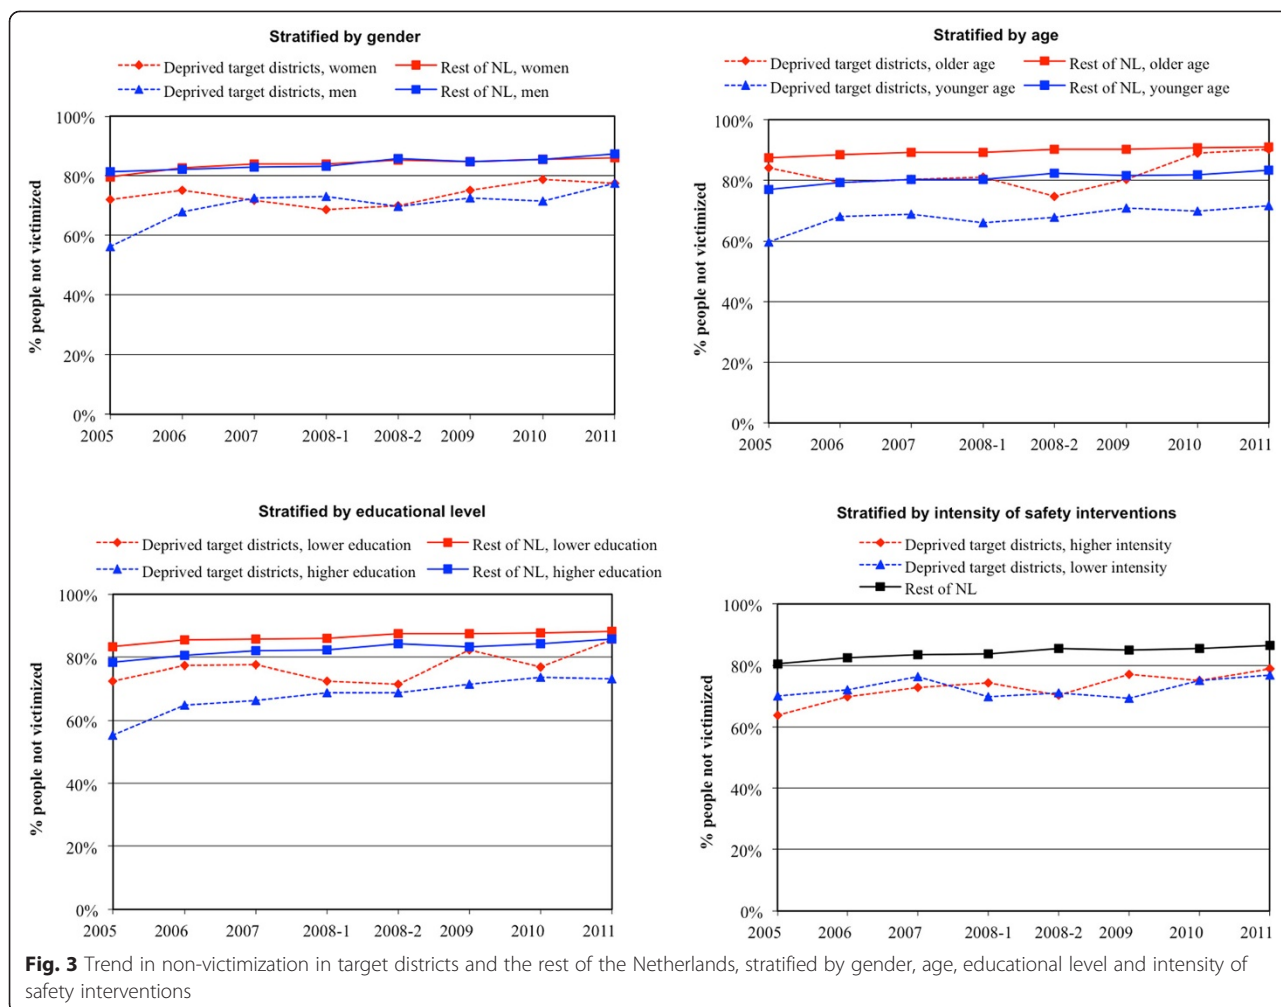 Stratified by gender
Deprived target districts, women
Rest of NL, women
Deprived target districts, men
Rest of NL, men
% people not victimized
100%
80%
60%
40%
20%
0%
2005 2006 2007 2008-1 2008-2 2009 2010 2011
Stratified by age
Deprived target districts, older age
Rest of NL, older age
Deprived target districts, younger age
Rest of NL, younger age
% people not victimized
100%
80%
60%
40%
20%
0%
2005 2006 2007 2008-1 2008-2 2009 2010 2011
Stratified by educational level
Deprived target districts, lower education
Rest of NL, lower education
Deprived target districts, higher education
Rest of NL, higher education
% people not victimized
100%
80%
60%
40%
20%
0%
2005 2006 2007 2008-1 2008-2 2009 2010 2011
Stratified by intensity of safety interventions
Deprived target districts, higher intensity
Deprived target districts, lower intensity
Rest of NL
% people not victimized
100%
80%
60%
40%
20%
0%
2005 2006 2007 2008-1 2008-2 2009 2010 2011
Fig. 3 Trend in non-victimization in target districts and the rest of the Netherlands, stratified by gender, age, educational level and intensity of
safety interventions